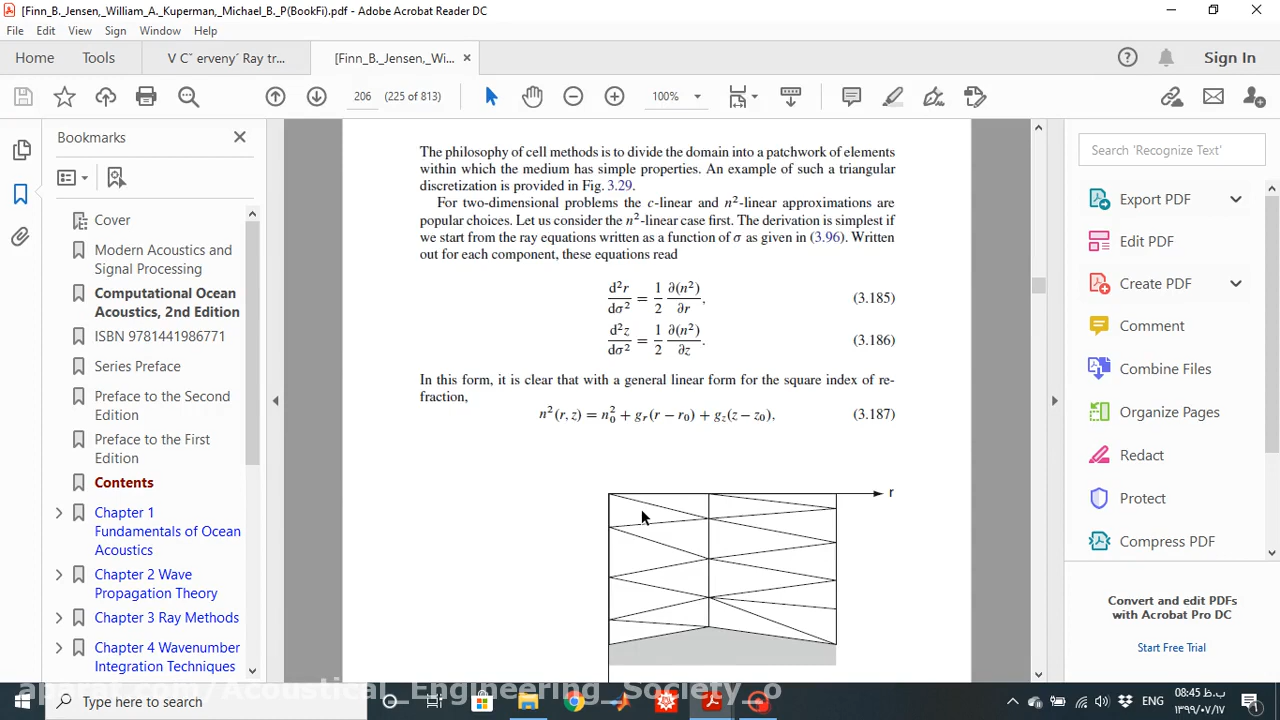 [Finn_B._Jensen,_William_A._Kuperman,_Michael_B._P(BookFi).pdf - Adobe Acrobat Reader DC
File Edit View Sign Window Help
Home Tools V Cˇ erveny´ Ray tr... [Finn_B._Jensen,_Wi... ×
Sign In
206 (225 of 813) 100%
Bookmarks
Cover
Modern Acoustics and
Signal Processing
Computational Ocean
Acoustics, 2nd Edition
ISBN 9781441986771
Series Preface
Preface to the Second
Edition
Preface to the First
Edition
Contents
Chapter 1
Fundamentals of Ocean
Acoustics
Chapter 2 Wave
Propagation Theory
Chapter 3 Ray Methods
Chapter 4 Wavenumber
Integration Techniques
The philosophy of cell methods is to divide the domain into a patchwork of elements
within which the medium has simple properties. An example of such a triangular
discretization is provided in Fig. 3.29.
For two-dimensional problems the c-linear and n²-linear approximations are
popular choices. Let us consider the n²-linear case first. The derivation is simplest if
we start from the ray equations written as a function of σ as given in (3.96). Written
out for each component, these equations read
d²r/dσ² = 1/2 ∂(n²)/∂r, (3.185)
d²z/dσ² = 1/2 ∂(n²)/∂z. (3.186)
In this form, it is clear that with a general linear form for the square index of re-
fraction,
n²(r, z) = n₀² + gᵣ(r − r₀) + g_z(z − z₀), (3.187)
r
Search 'Recognize Text'
Export PDF
Edit PDF
Create PDF
Comment
Combine Files
Organize Pages
Redact
Protect
Compress PDF
Convert and edit PDFs
with Acrobat Pro DC
Start Free Trial
aparat.com/Acoustical_Engineering_Society_o
Type here to search
ENG
08:45 ب.ظ
۱۳۹۹/۰۷/۱۷